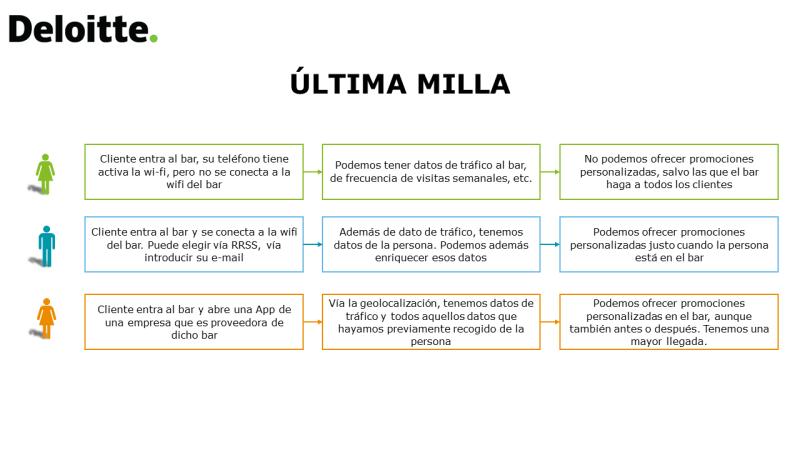 Deloitte.
ÚLTIMA MILLA
Cliente entra al bar, su teléfono tiene
activa la wi-fi, pero no se conecta a la
wifi del bar
Podemos tener datos de tráfico al bar,
de frecuencia de visitas semanales, etc.
No podemos ofrecer promociones
personalizadas, salvo las que el bar
haga a todos los clientes
Cliente entra al bar y se conecta a la wifi
del bar. Puede elegir vía RRSS, vía
introducir su e-mail
Además de dato de tráfico, tenemos
datos de la persona. Podemos además
enriquecer esos datos
Podemos ofrecer promociones
personalizadas justo cuando la persona
está en el bar
Cliente entra al bar y abre una App de
una empresa que es proveedora de
dicho bar
Vía la geolocalización, tenemos datos de
tráfico y todos aquellos datos que
hayamos previamente recogido de la
persona
Podemos ofrecer promociones
personalizadas en el bar, aunque
también antes o después. Tenemos una
mayor llegada.